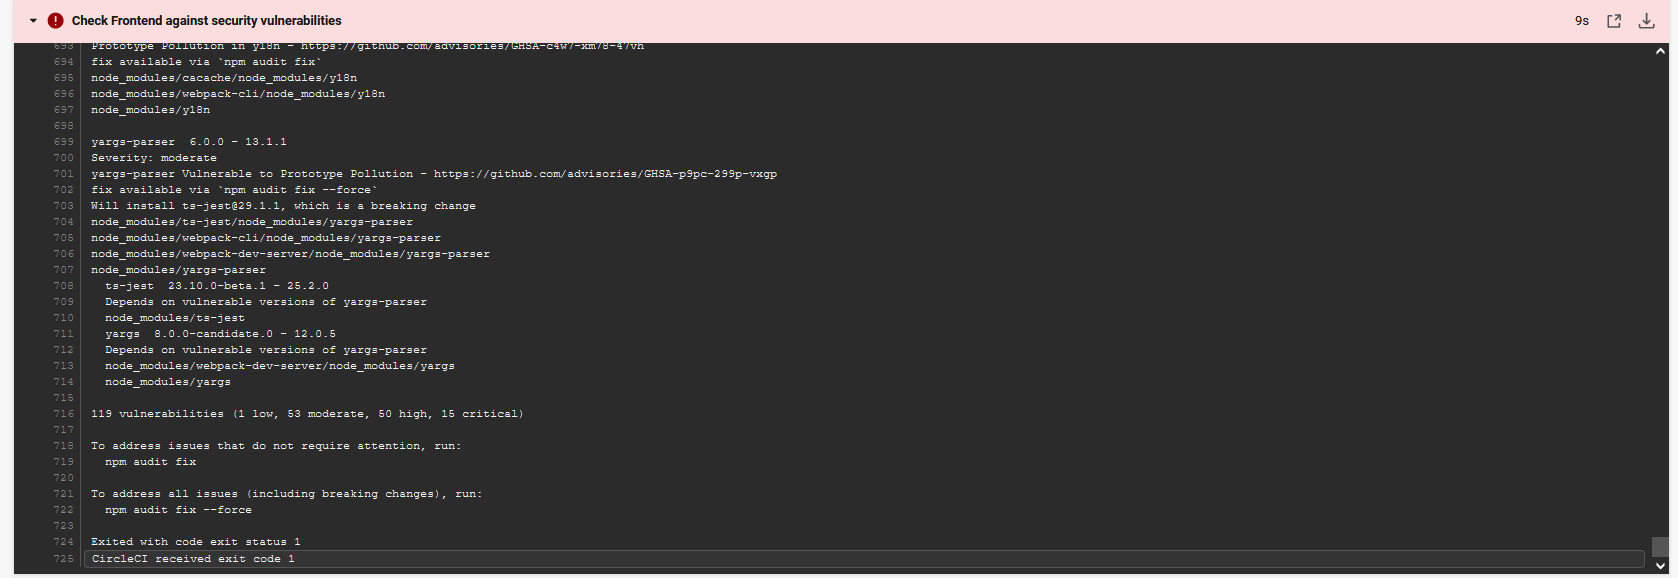 Check Frontend against security vulnerabilities
9s
693 Prototype Pollution in y18n - https://github.com/advisories/GHSA-c4w7-xm78-47vh
694 fix available via `npm audit fix`
695 node_modules/cacache/node_modules/y18n
696 node_modules/webpack-cli/node_modules/y18n
697 node_modules/y18n
698
699 yargs-parser  6.0.0 - 13.1.1
700 Severity: moderate
701 yargs-parser Vulnerable to Prototype Pollution - https://github.com/advisories/GHSA-p9pc-299p-vxgp
702 fix available via `npm audit fix --force`
703 Will install ts-jest@29.1.1, which is a breaking change
704 node_modules/ts-jest/node_modules/yargs-parser
705 node_modules/webpack-cli/node_modules/yargs-parser
706 node_modules/webpack-dev-server/node_modules/yargs-parser
707 node_modules/yargs-parser
708   ts-jest  23.10.0-beta.1 - 25.2.0
709   Depends on vulnerable versions of yargs-parser
710   node_modules/ts-jest
711   yargs  8.0.0-candidate.0 - 12.0.5
712   Depends on vulnerable versions of yargs-parser
713   node_modules/webpack-dev-server/node_modules/yargs
714   node_modules/yargs
715
716 119 vulnerabilities (1 low, 53 moderate, 50 high, 15 critical)
717
718 To address issues that do not require attention, run:
719   npm audit fix
720
721 To address all issues (including breaking changes), run:
722   npm audit fix --force
723
724 Exited with code exit status 1
725 CircleCI received exit code 1